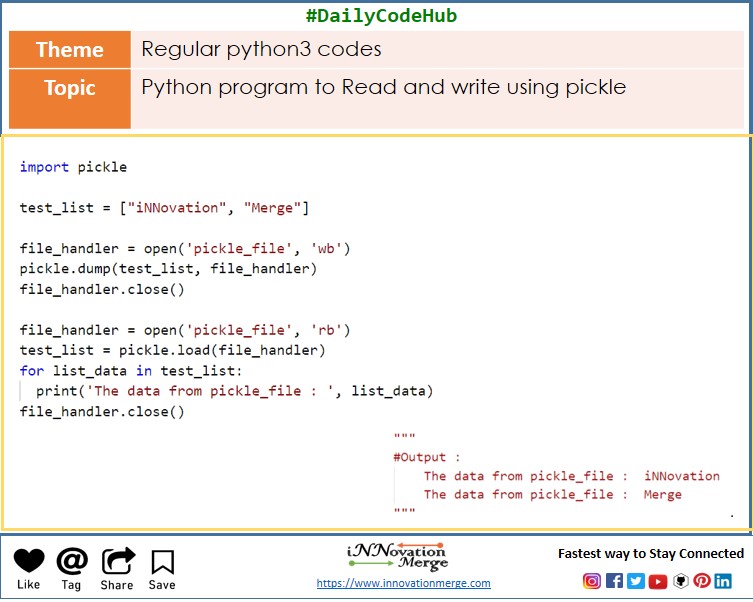 #DailyCodeHub
Theme
Regular python3 codes
Topic
Python program to Read and write using pickle
import pickle
test_list = ["iNNovation", "Merge"]
file_handler = open('pickle_file', 'wb')
pickle.dump(test_list, file_handler)
file_handler.close()
file_handler = open('pickle_file', 'rb')
test_list = pickle.load(file_handler)
for list_data in test_list:
  print('The data from pickle_file : ', list_data)
file_handler.close()
"""
#Output :
    The data from pickle_file :  iNNovation
    The data from pickle_file :  Merge
"""
.
Like
Tag
Share
Save
iNNovation
Merge
https://www.innovationmerge.com
Fastest way to Stay Connected